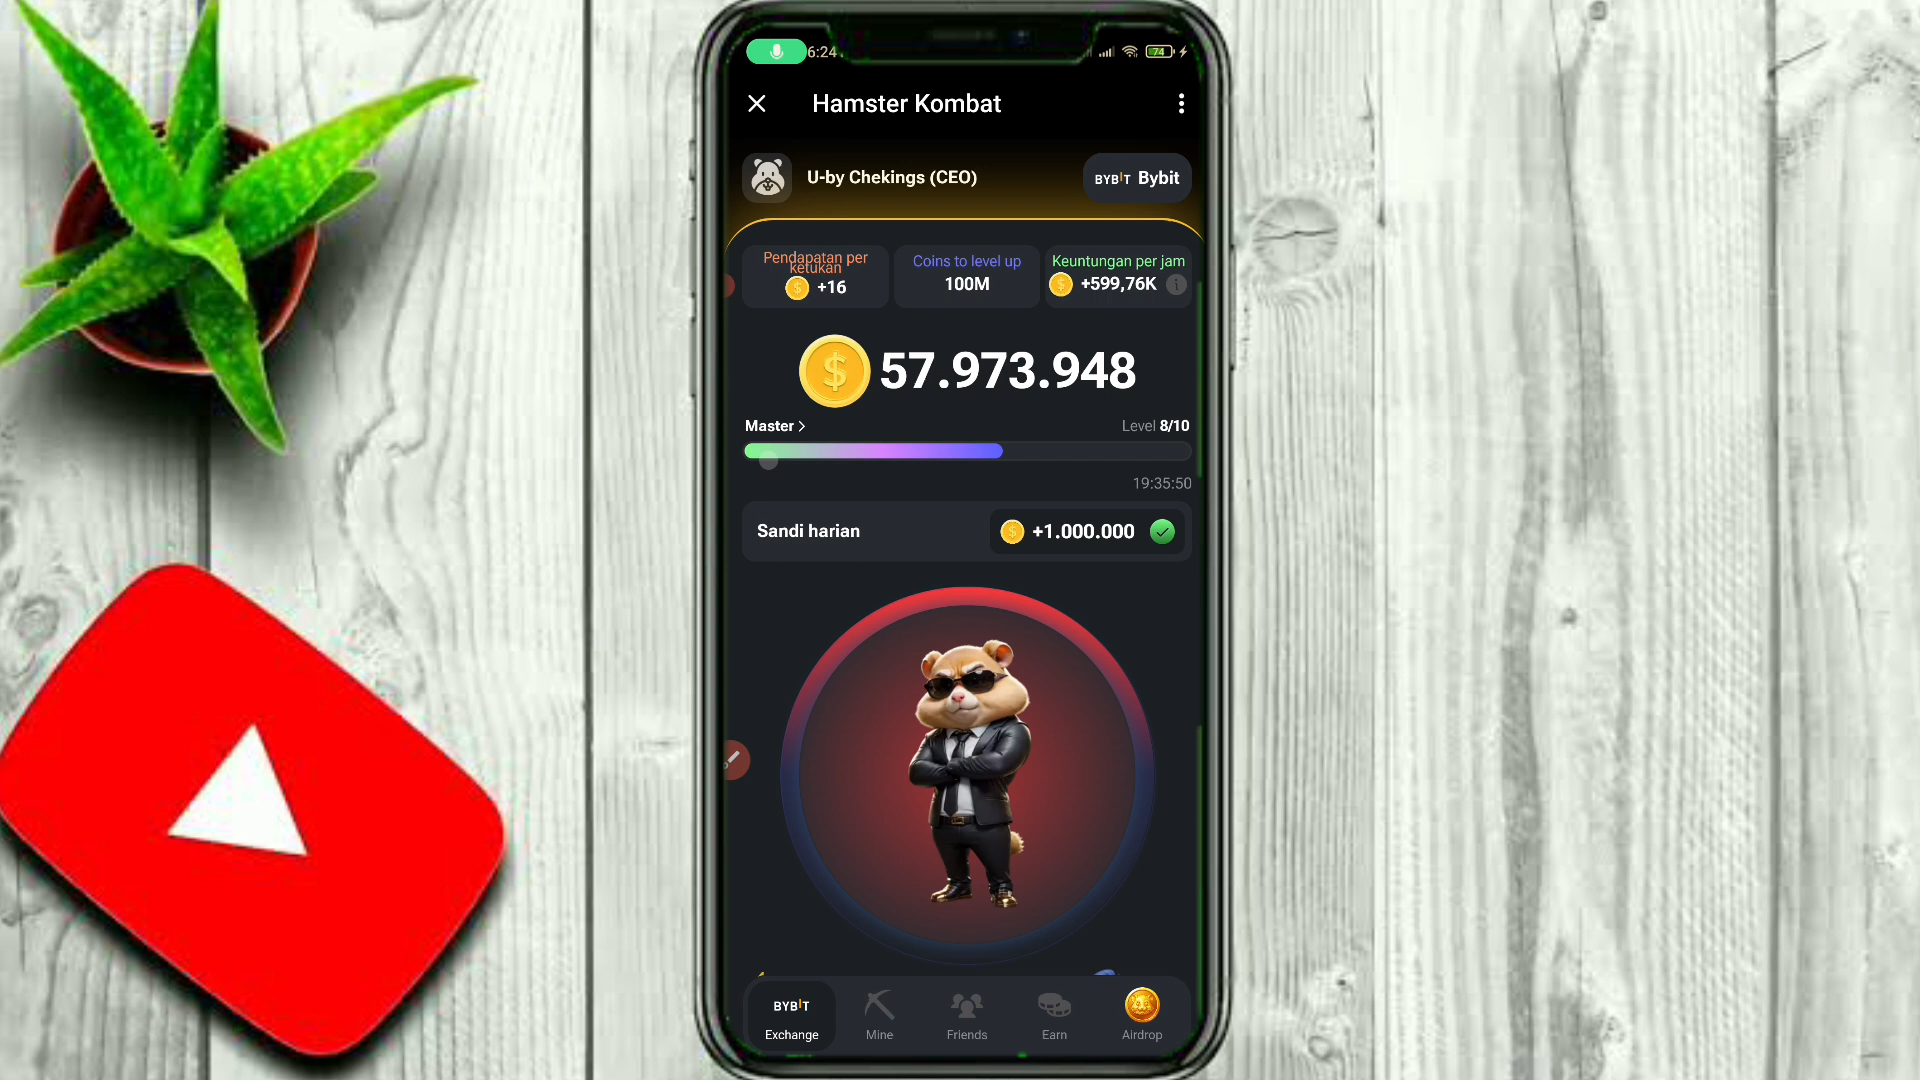 6:24
74
Hamster Kombat
U-by Chekings (CEO)
BYBIT Bybit
Pendapatan per
ketukan
+16
Coins to level up
100M
Keuntungan per jam
+599,76K
57.973.948
Master >
Level 8/10
19:35:50
Sandi harian
+1.000.000
BYBIT
Exchange
Mine
Friends
Earn
Airdrop